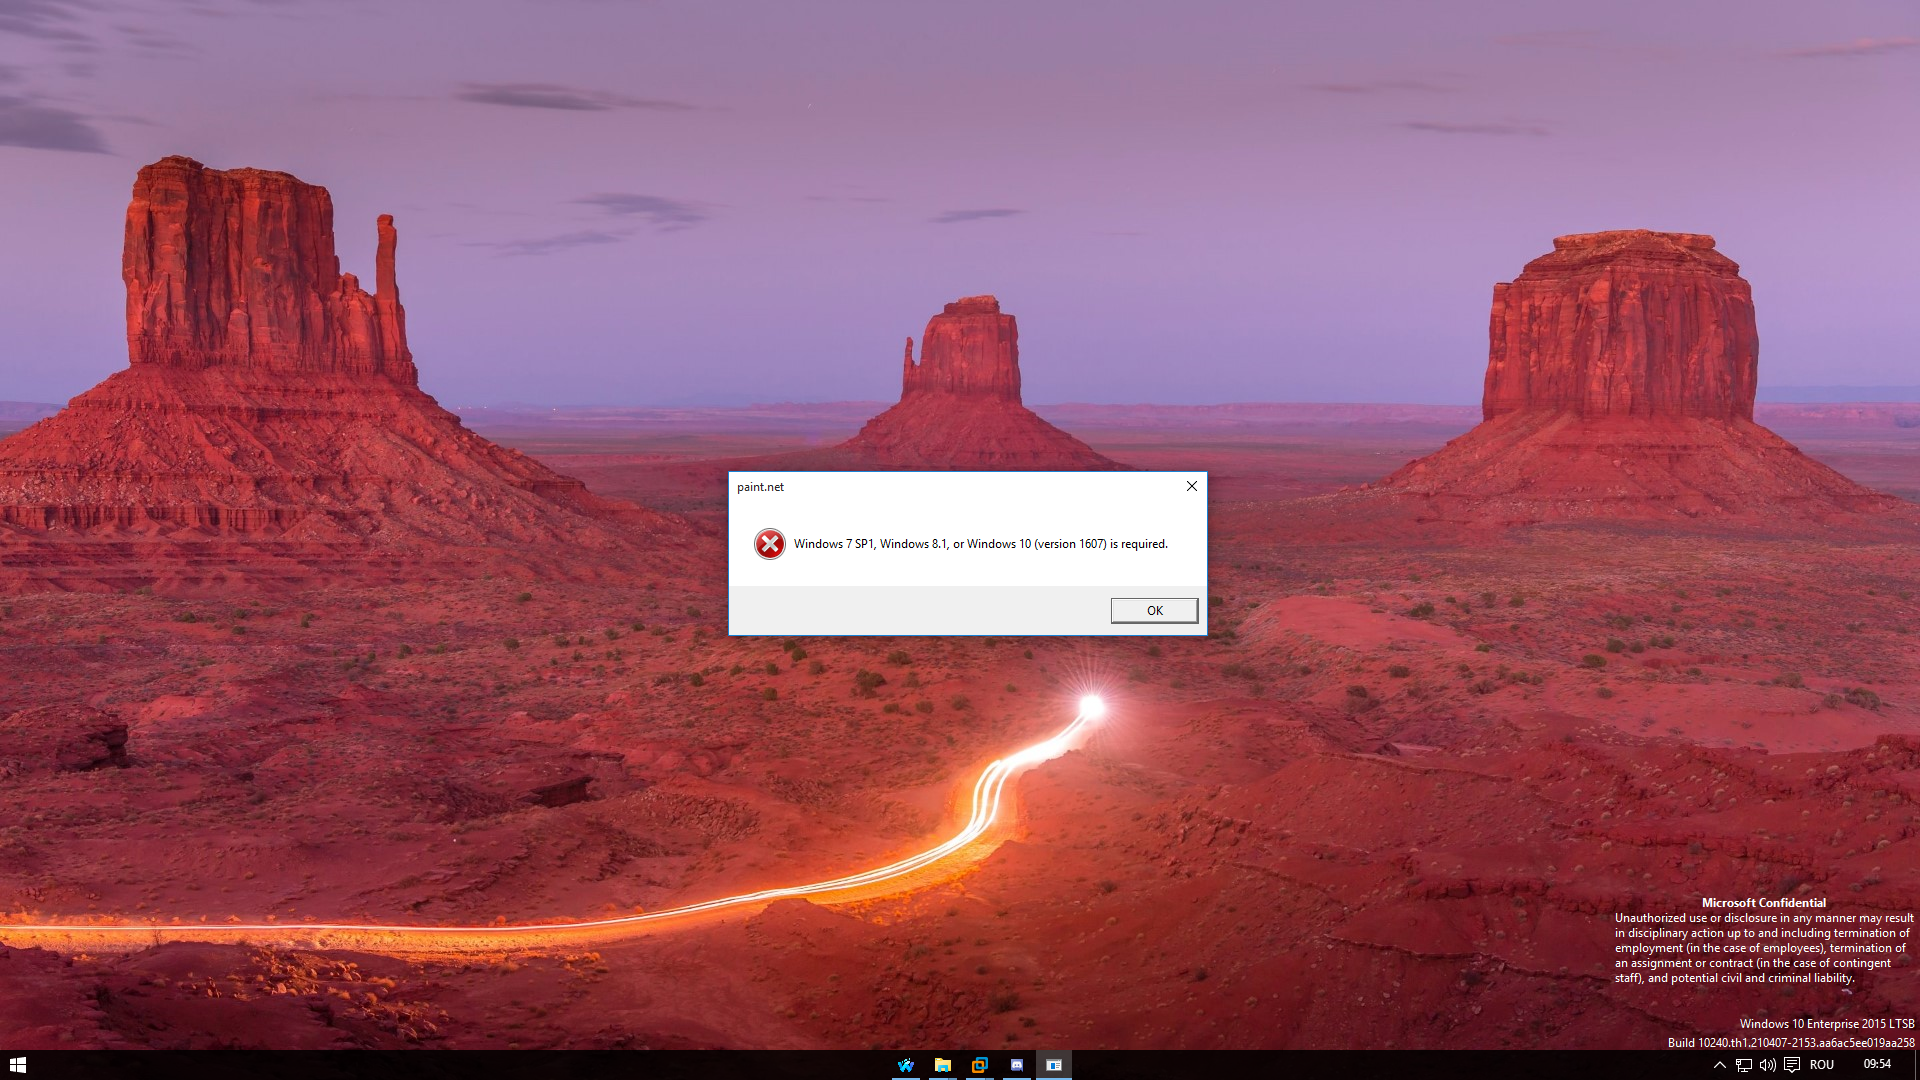 paint.net
Windows 7 SP1, Windows 8.1, or Windows 10 (version 1607) is required.
OK
Microsoft Confidential
Unauthorized use or disclosure in any manner may result
in disciplinary action up to and including termination of
employment (in the case of employees), termination of
an assignment or contract (in the case of contingent
staff), and potential civil and criminal liability.
Windows 10 Enterprise 2015 LTSB
Build 10240.th1.210407-2153.aa6ac5ee019aa258
ROU
09:54